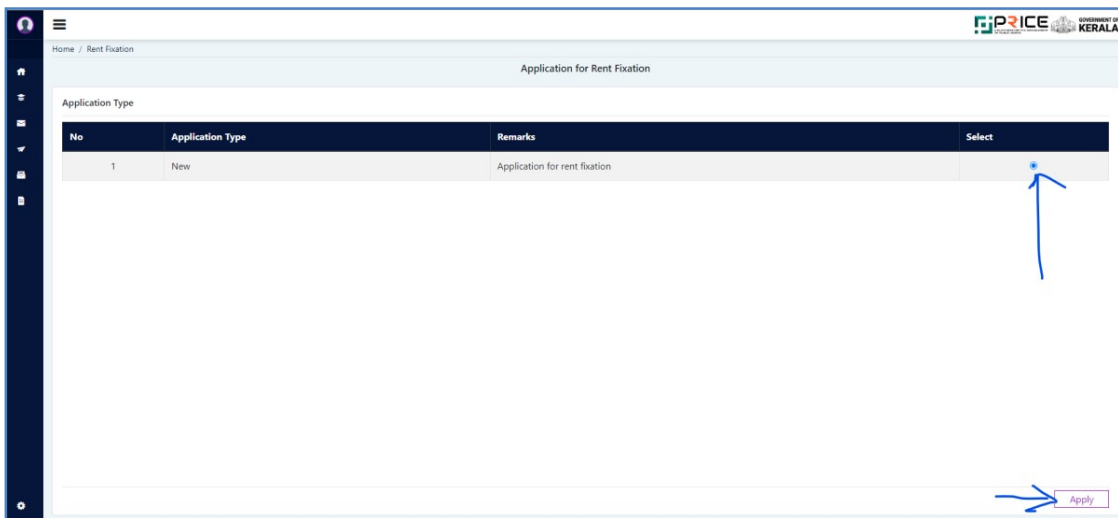 PRICE
GOVERNMENT OF
KERALA
Home / Rent Fixation
Application for Rent Fixation
Application Type
No Application Type Remarks Select
1 New Application for rent fixation
Apply